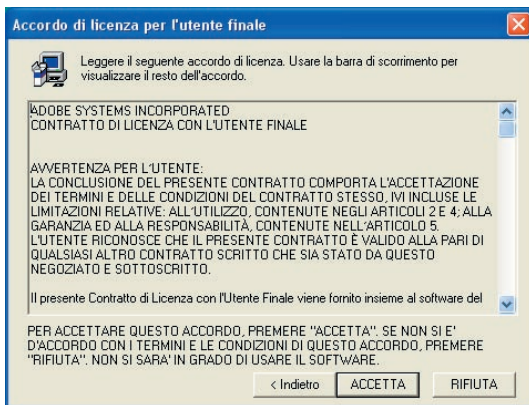 Accordo di licenza per l'utente finale
Leggere il seguente accordo di licenza. Usare la barra di scorrimento per
visualizzare il resto dell'accordo.
ADOBE SYSTEMS INCORPORATED
CONTRATTO DI LICENZA CON L'UTENTE FINALE
AVVERTENZA PER L'UTENTE:
LA CONCLUSIONE DEL PRESENTE CONTRATTO COMPORTA L'ACCETTAZIONE
DEI TERMINI E DELLE CONDIZIONI DEL CONTRATTO STESSO, IVI INCLUSE LE
LIMITAZIONI RELATIVE: ALL'UTILIZZO, CONTENUTE NEGLI ARTICOLI 2 E 4; ALLA
GARANZIA ED ALLA RESPONSABILITÀ, CONTENUTE NELL'ARTICOLO 5.
L'UTENTE RICONOSCE CHE IL PRESENTE CONTRATTO È VALIDO ALLA PARI DI
QUALSIASI ALTRO CONTRATTO SCRITTO CHE SIA STATO DA QUESTO
NEGOZIATO E SOTTOSCRITTO.
Il presente Contratto di Licenza con l'Utente Finale viene fornito insieme al software del
PER ACCETTARE QUESTO ACCORDO, PREMERE "ACCETTA". SE NON SI E'
D'ACCORDO CON I TERMINI E LE CONDIZIONI DI QUESTO ACCORDO, PREMERE
"RIFIUTA". NON SI SARA' IN GRADO DI USARE IL SOFTWARE.
< Indietro ACCETTA RIFIUTA